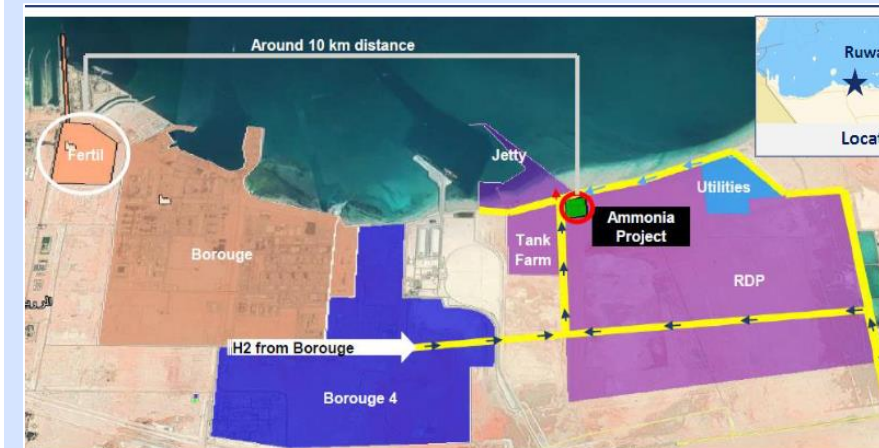 Around 10 km distance
Fertil
Jetty
Utilities
Ammonia
Project
Tank
Farm
Borouge
RDP
H2 from Borouge
Borouge 4